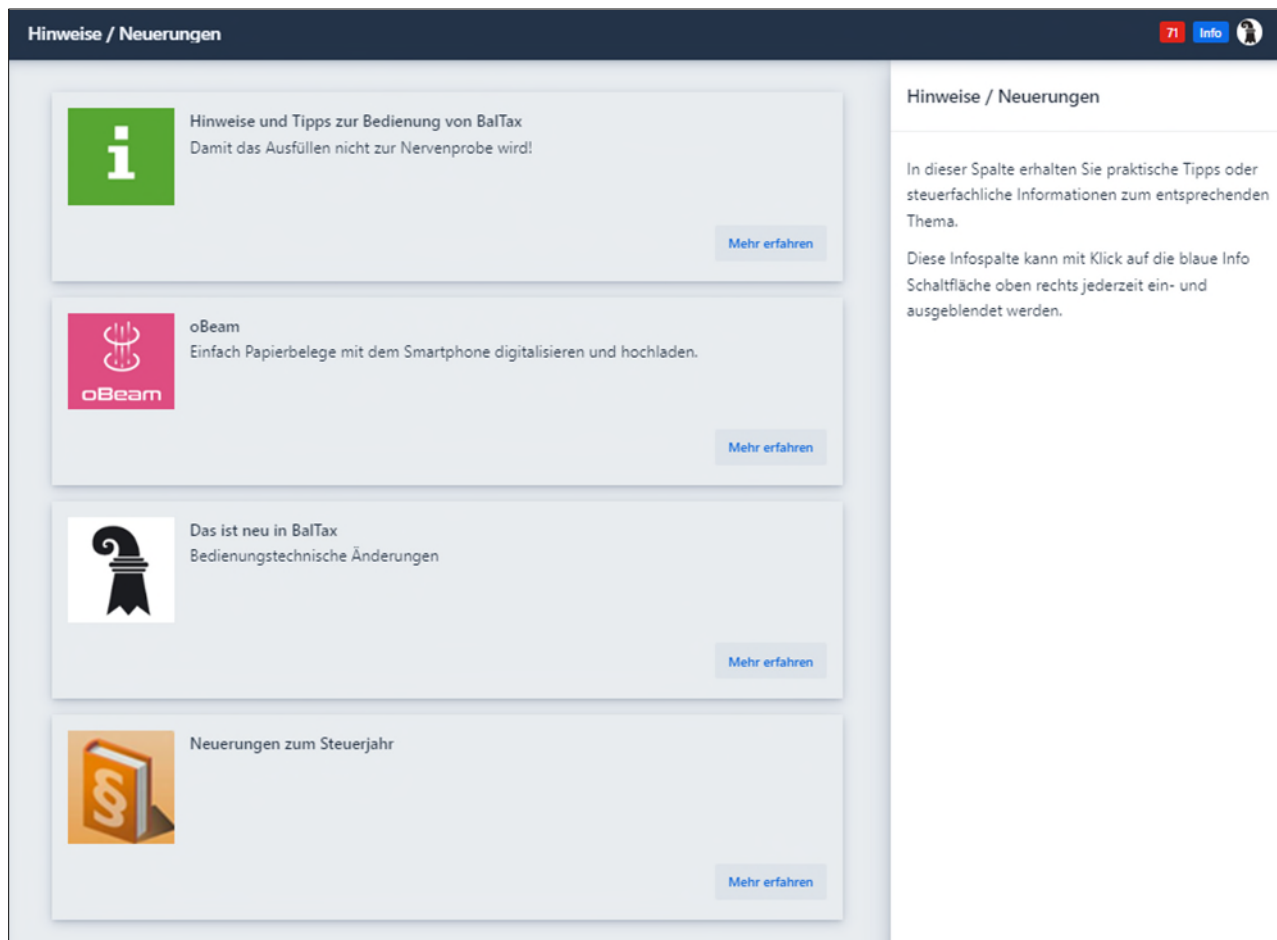 Hinweise / Neuerungen
71 Info
i
Hinweise und Tipps zur Bedienung von BalTax
Damit das Ausfüllen nicht zur Nervenprobe wird!
Mehr erfahren
oBeam
oBeam
Einfach Papierbelege mit dem Smartphone digitalisieren und hochladen.
Mehr erfahren
Das ist neu in BalTax
Bedienungstechnische Änderungen
Mehr erfahren
§
Neuerungen zum Steuerjahr
Mehr erfahren
Hinweise / Neuerungen
In dieser Spalte erhalten Sie praktische Tipps oder
steuerfachliche Informationen zum entsprechenden
Thema.
Diese Infospalte kann mit Klick auf die blaue Info
Schaltfläche oben rechts jederzeit ein- und
ausgeblendet werden.